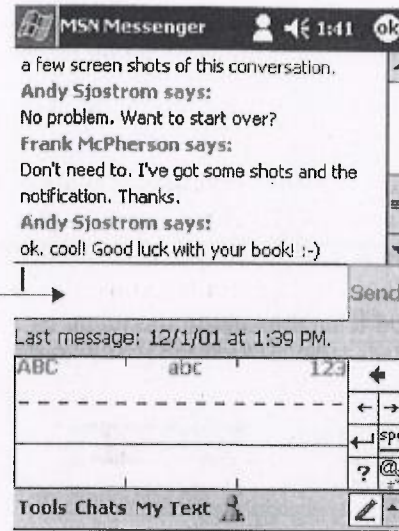 MSN Messenger 1:41 ok
a few screen shots of this conversation.
Andy Sjostrom says:
No problem. Want to start over?
Frank McPherson says:
Don't need to. I've got some shots and the
notification. Thanks.
Andy Sjostrom says:
ok. cool! Good luck with your book! :-)
Send
Last message: 12/1/01 at 1:39 PM.
ABC abc 123
? @
Tools Chats My Text